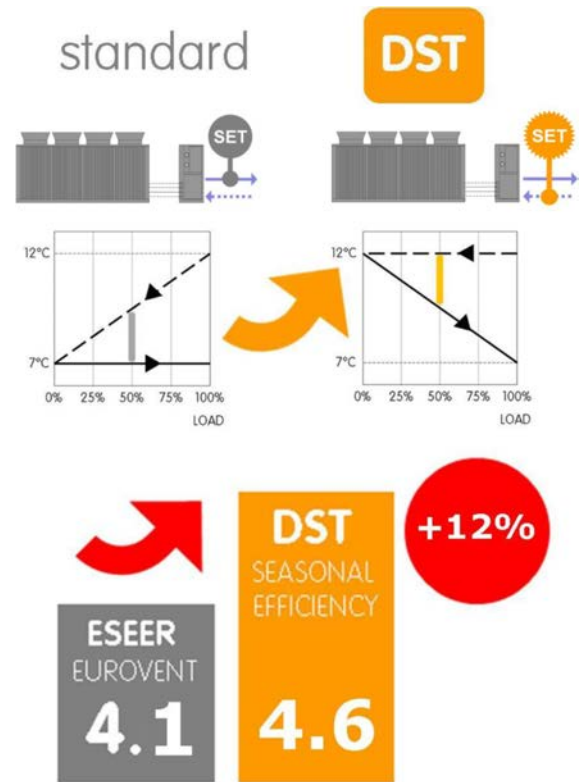 standard
DST
SET
SET
12°C
7°C
0% 25% 50% 75% 100%
LOAD
12°C
7°C
0% 25% 50% 75% 100%
LOAD
ESEER
EUROVENT
4.1
DST
SEASONAL
EFFICIENCY
4.6
+12%